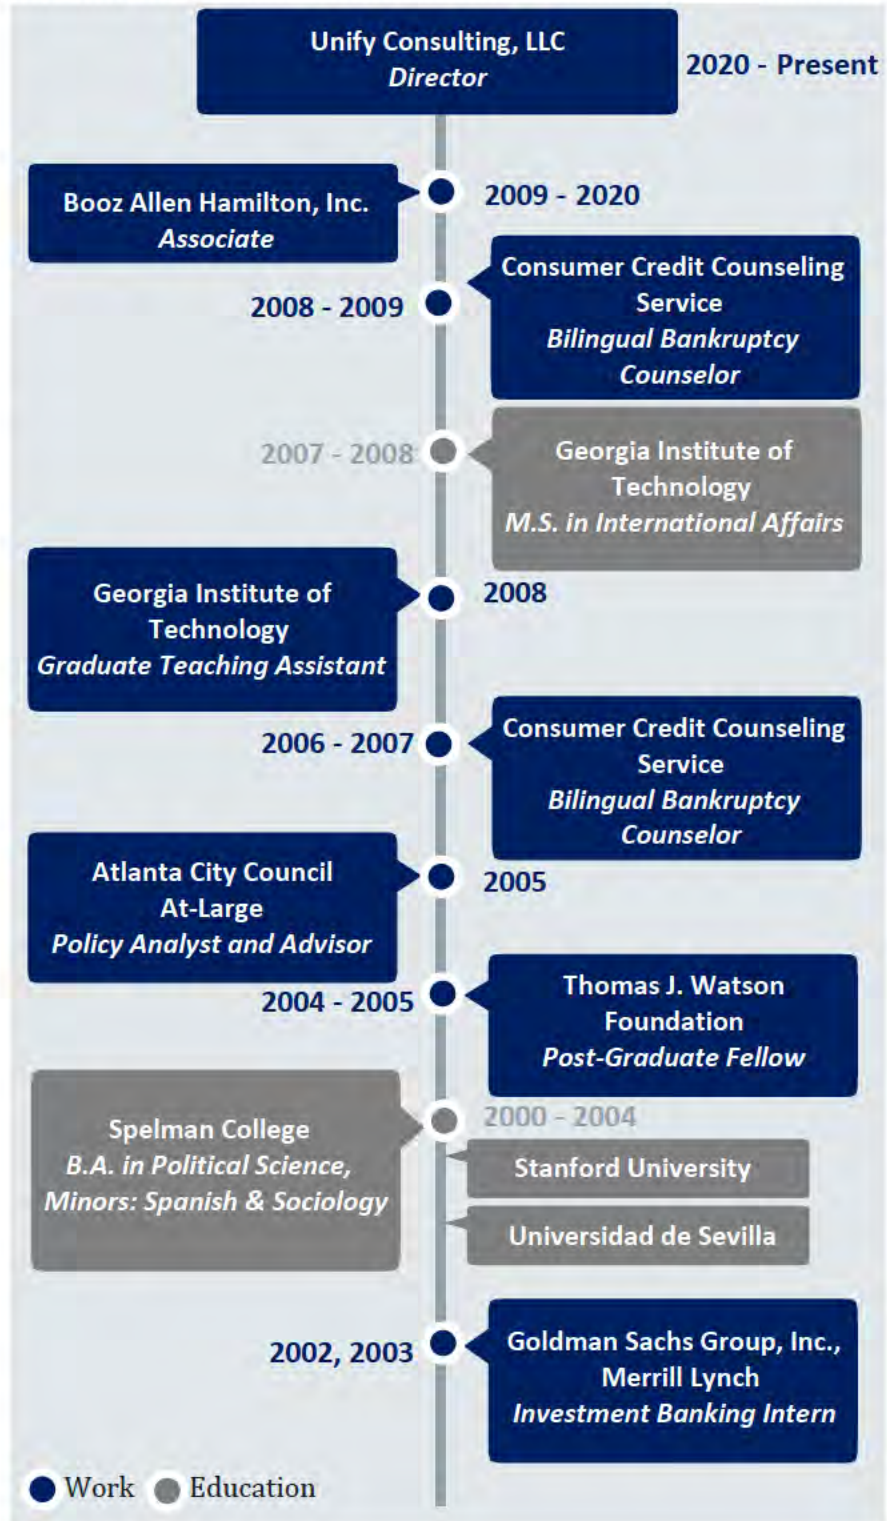 Unify Consulting, LLC
Director
2020 - Present
Booz Allen Hamilton, Inc.
Associate
2009 - 2020
Consumer Credit Counseling
Service
Bilingual Bankruptcy
Counselor
2008 - 2009
2007 - 2008
Georgia Institute of
Technology
M.S. in International Affairs
Georgia Institute of
Technology
Graduate Teaching Assistant
2008
2006 - 2007
Consumer Credit Counseling
Service
Bilingual Bankruptcy
Counselor
Atlanta City Council
At-Large
Policy Analyst and Advisor
2005
2004 - 2005
Thomas J. Watson
Foundation
Post-Graduate Fellow
Spelman College
B.A. in Political Science,
Minors: Spanish & Sociology
2000 - 2004
Stanford University
Universidad de Sevilla
2002, 2003
Goldman Sachs Group, Inc.,
Merrill Lynch
Investment Banking Intern
Work
Education